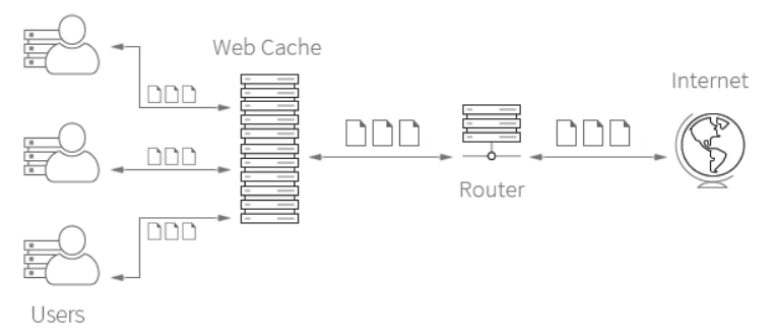 Web Cache
Internet
Router
Users